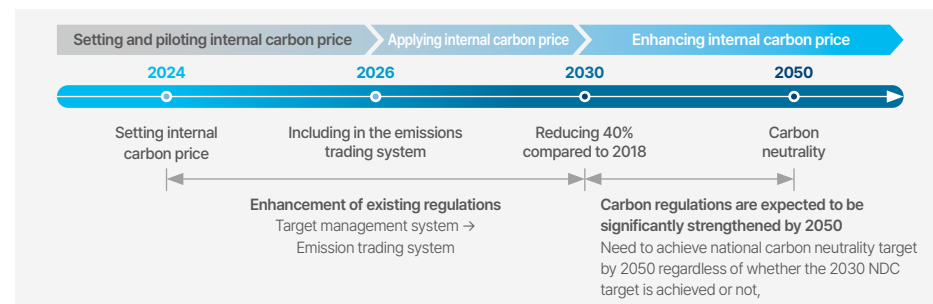 Setting and piloting internal carbon price
Applying internal carbon price
Enhancing internal carbon price
2024
2026
2030
2050
Setting internal
carbon price
Including in the emissions
trading system
Reducing 40%
compared to 2018
Carbon
neutrality
Enhancement of existing regulations
Target management system →
Emission trading system
Carbon regulations are expected to be
significantly strengthened by 2050
Need to achieve national carbon neutrality target
by 2050 regardless of whether the 2030 NDC
target is achieved or not,